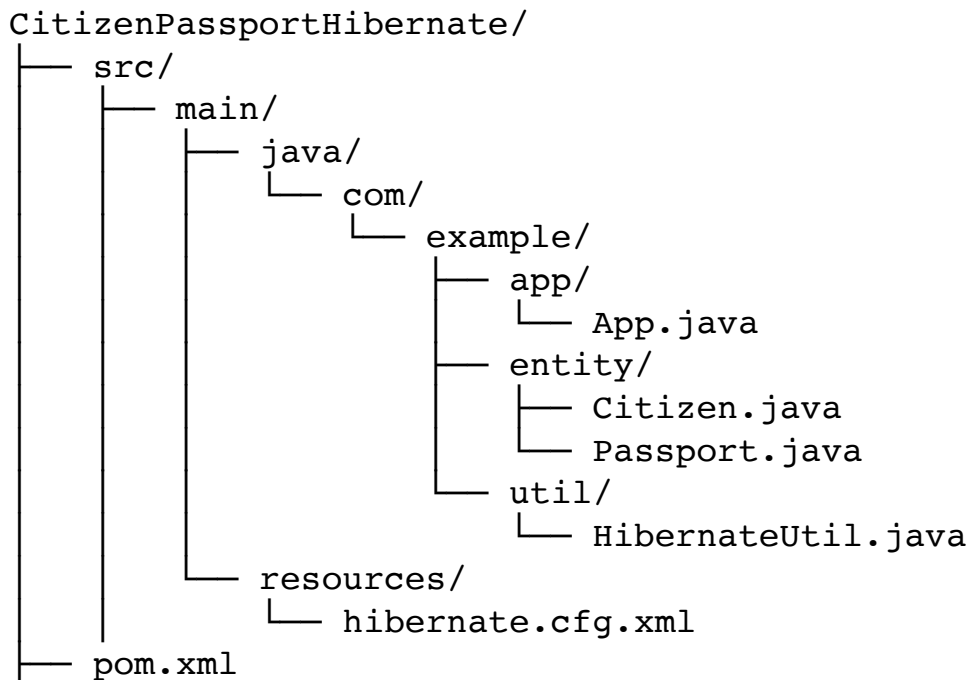 CitizenPassportHibernate/
├── src/
│   ├── main/
│   │   ├── java/
│   │   │   └── com/
│   │   │       └── example/
│   │   │           ├── app/
│   │   │           │   └── App.java
│   │   │           ├── entity/
│   │   │           │   ├── Citizen.java
│   │   │           │   └── Passport.java
│   │   │           └── util/
│   │   │               └── HibernateUtil.java
│   │   └── resources/
│   │       └── hibernate.cfg.xml
├── pom.xml